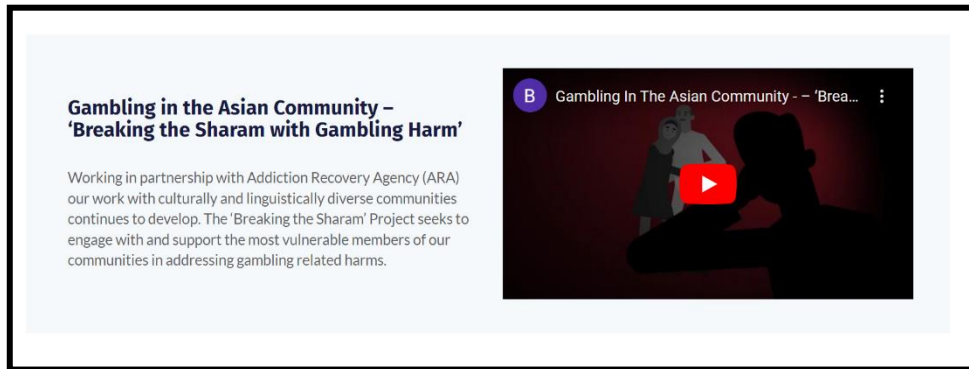 Gambling in the Asian Community –
‘Breaking the Sharam with Gambling Harm’
Working in partnership with Addiction Recovery Agency (ARA)
our work with culturally and linguistically diverse communities
continues to develop. The ‘Breaking the Sharam’ Project seeks to
engage with and support the most vulnerable members of our
communities in addressing gambling related harms.
B
Gambling In The Asian Community - – ‘Brea...